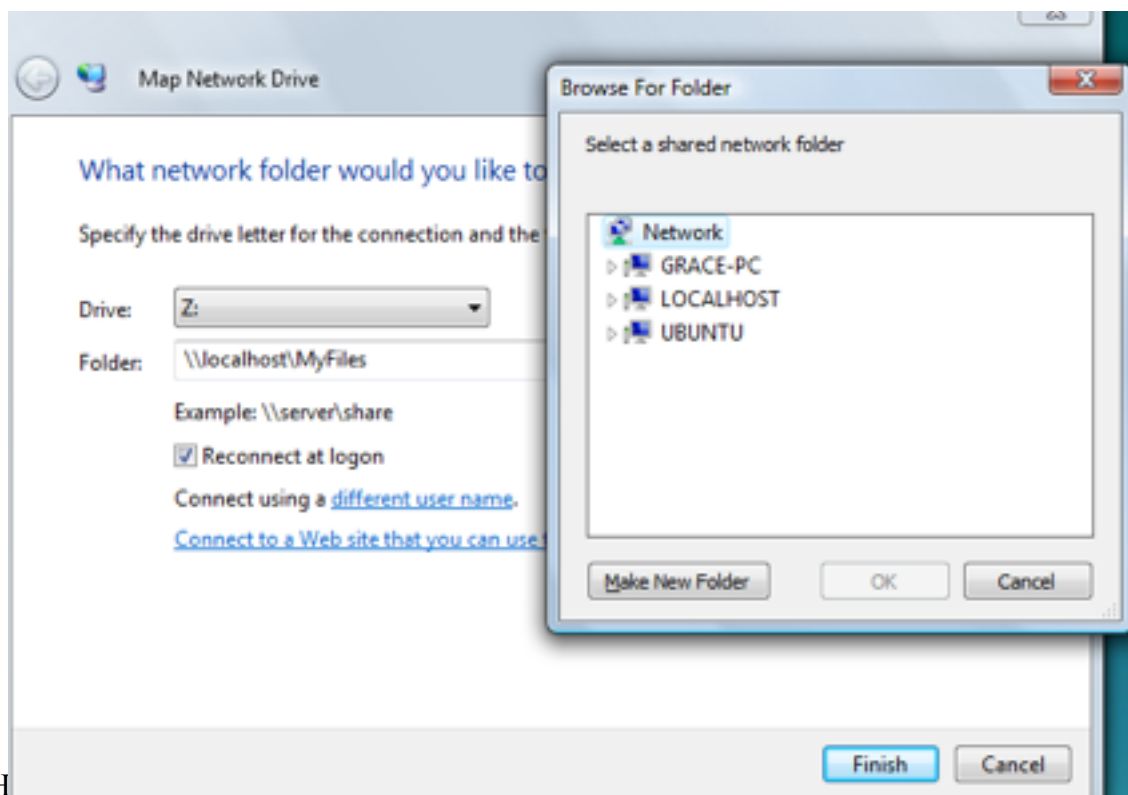 Map Network Drive
What network folder would you like to
Specify the drive letter for the connection and the
Drive: Z:
Folder: \\localhost\MyFiles
Example: \\server\share
Reconnect at logon
Connect using a different user name.
Connect to a Web site that you can use
Finish Cancel
Browse For Folder
Select a shared network folder
Network
GRACE-PC
LOCALHOST
UBUNTU
Make New Folder OK Cancel